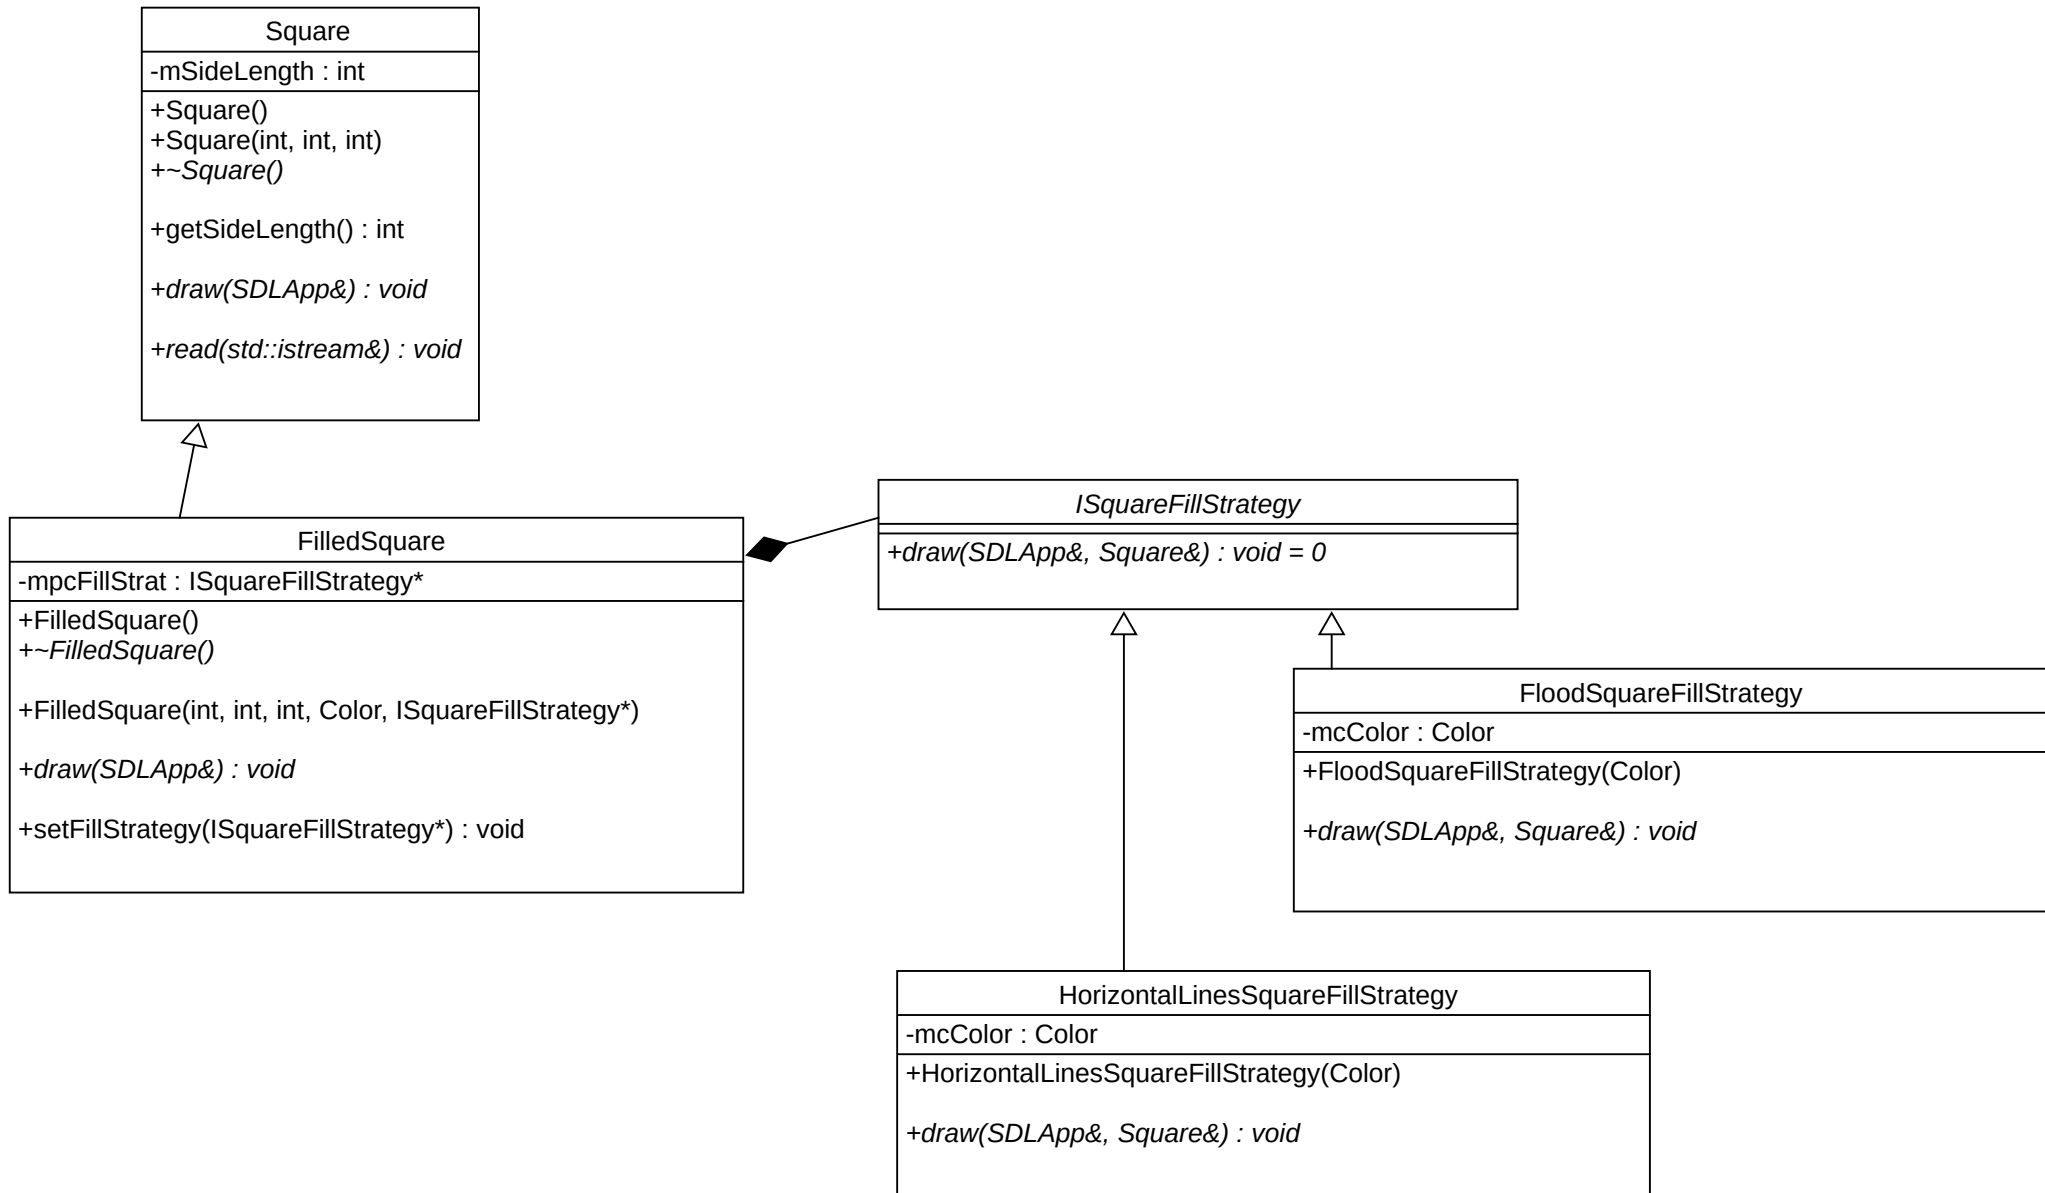 Square
-mSideLength : int
+Square()
+Square(int, int, int)
+~Square()
+getSideLength() : int
+draw(SDLApp&) : void
+read(std::istream&) : void
FilledSquare
-mpcFillStrat : ISquareFillStrategy*
+FilledSquare()
+~FilledSquare()
+FilledSquare(int, int, int, Color, ISquareFillStrategy*)
+draw(SDLApp&) : void
+setFillStrategy(ISquareFillStrategy*) : void
ISquareFillStrategy
+draw(SDLApp&, Square&) : void = 0
FloodSquareFillStrategy
-mcColor : Color
+FloodSquareFillStrategy(Color)
+draw(SDLApp&, Square&) : void
HorizontalLinesSquareFillStrategy
-mcColor : Color
+HorizontalLinesSquareFillStrategy(Color)
+draw(SDLApp&, Square&) : void